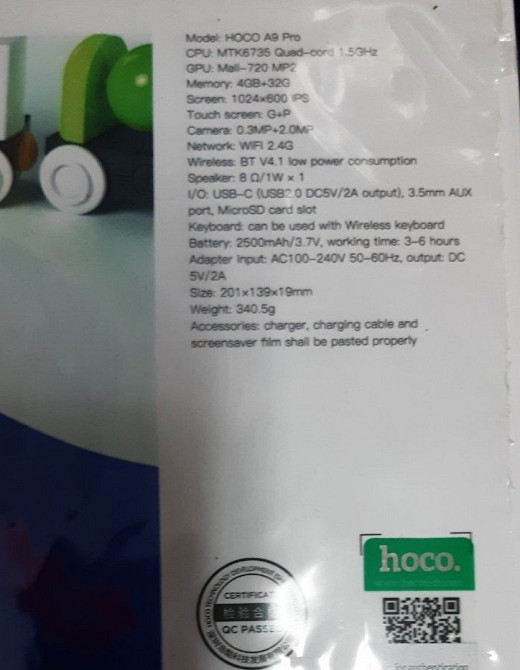 Model: HOCO A9 Pro
CPU: MTK6735 Quad-cord 1.5GHz
GPU: Mali-720 MP2
Memory: 4GB+32G
Screen: 1024x600 IPS
Touch screen: G+P
Camera: 0.3MP+2.0MP
Network: WIFI 2.4G
Wireless: BT V4.1 low power consumption
Speaker: 8 Ω/1W × 1
I/O: USB-C (USB2.0 DC5V/2A output), 3.5mm AUX
port, MicroSD card slot
Keyboard: can be used with Wireless keyboard
Battery: 2500mAh/3.7V, working time: 3-6 hours
Adapter input: AC100-240V 50-60Hz, output: DC
5V/2A
Size: 201×139×19mm
Weight: 340.5g
Accessories: charger, charging cable and
screensaver film shall be pasted properly
hoco.
CERTIFICAT
检验合
QC PASSED
for authentication